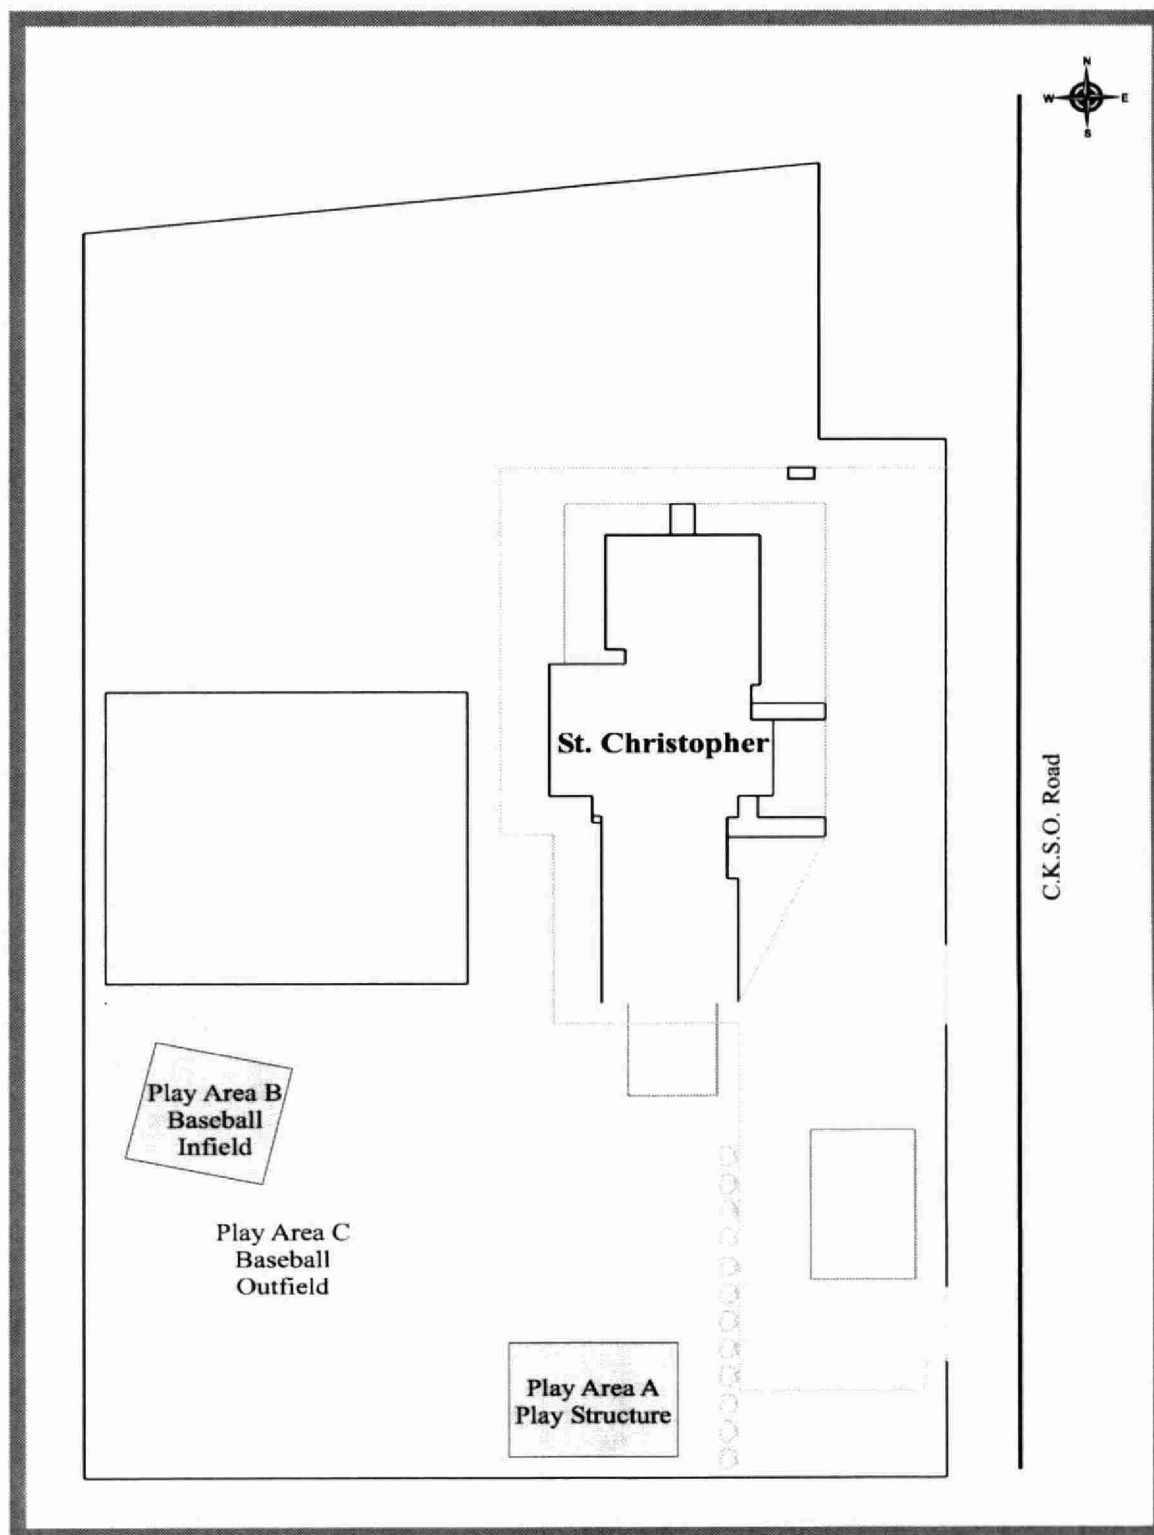 N
W E
S
St. Christopher
C.K.S.O. Road
Play Area B
Baseball
Infield
Play Area C
Baseball
Outfield
Play Area A
Play Structure